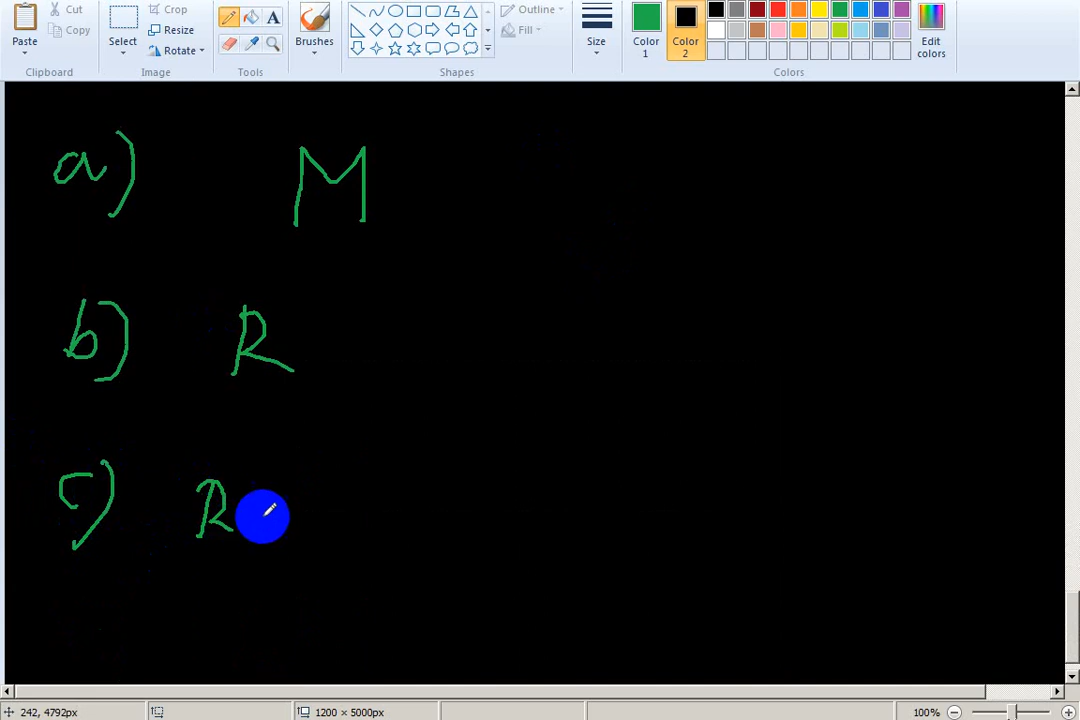 Paste
Cut
Copy
Clipboard
Select
Crop
Resize
Rotate
Image
A
Tools
Brushes
Shapes
Outline
Fill
Size
Color 1
Color 2
Edit colors
Colors
a) M
b) R
c) R
242, 4792px
1200 × 5000px
100%